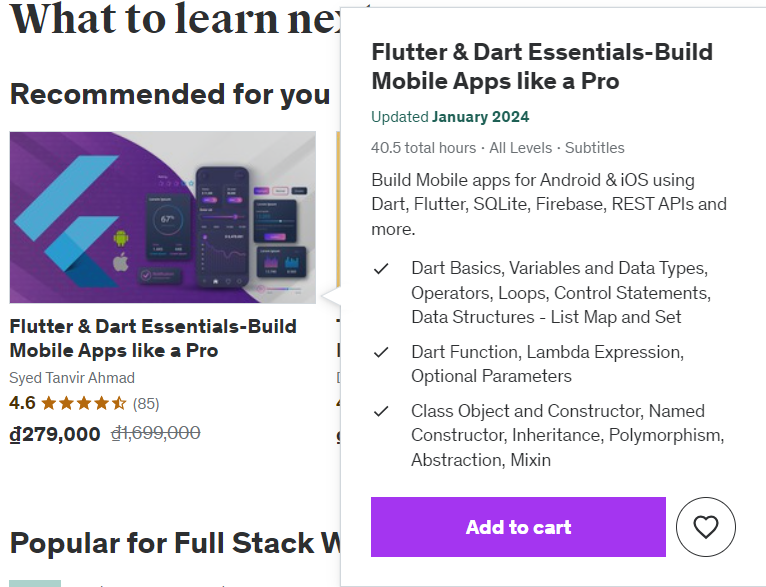 What to learn next
Recommended for you
67%
Flutter & Dart Essentials-Build
Mobile Apps like a Pro
Syed Tanvir Ahmad
4.6 (85)
₫279,000 ₫1,699,000
Popular for Full Stack W
Flutter & Dart Essentials-Build
Mobile Apps like a Pro
Updated January 2024
40.5 total hours · All Levels · Subtitles
Build Mobile apps for Android & iOS using
Dart, Flutter, SQLite, Firebase, REST APIs and
more.
Dart Basics, Variables and Data Types,
Operators, Loops, Control Statements,
Data Structures - List Map and Set
Dart Function, Lambda Expression,
Optional Parameters
Class Object and Constructor, Named
Constructor, Inheritance, Polymorphism,
Abstraction, Mixin
Add to cart